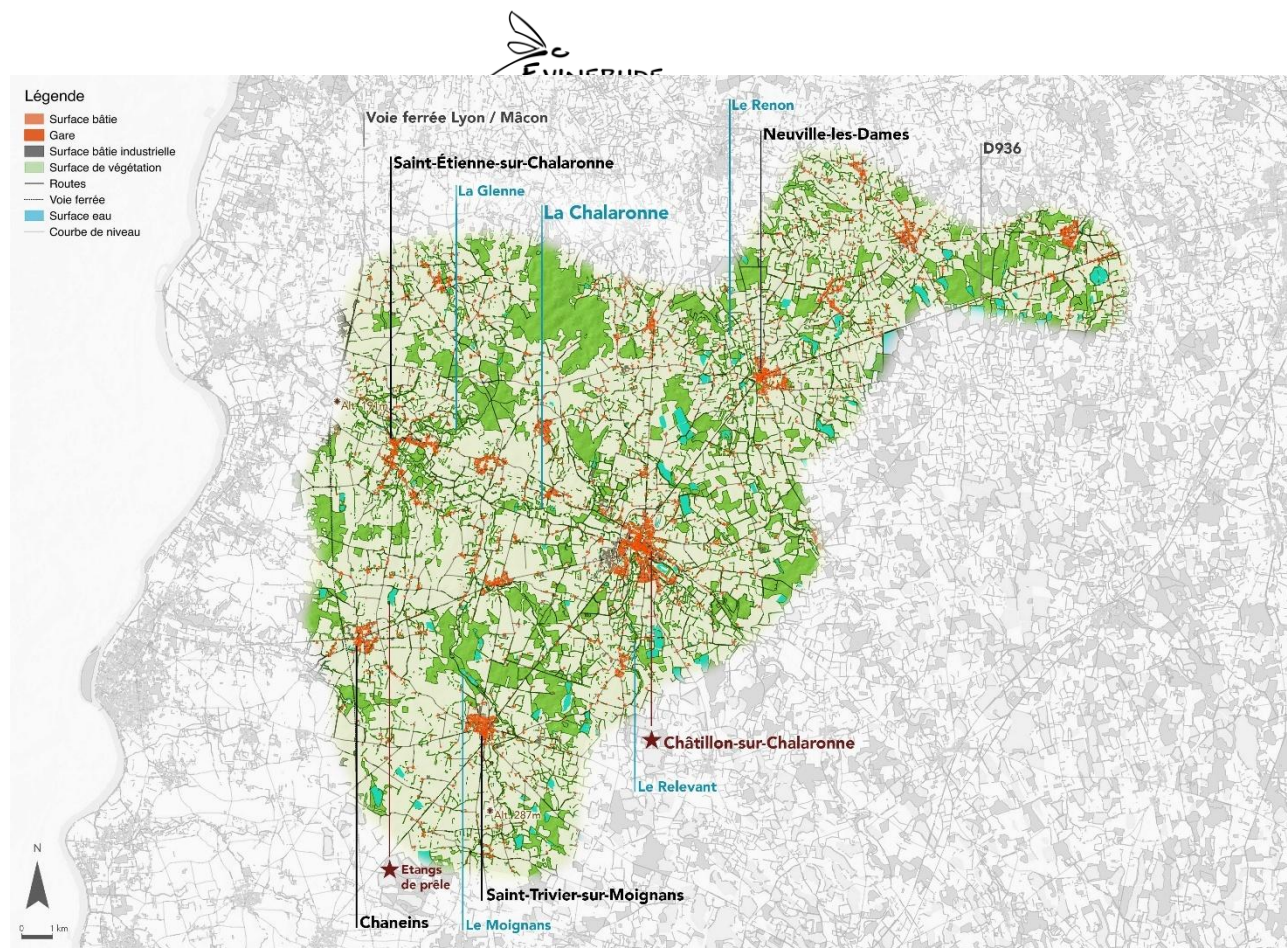 Légende
Surface bâtie
Gare
Surface bâtie industrielle
Surface de végétation
Routes
Voie ferrée
Surface eau
Courbe de niveau
Voie ferrée Lyon / Mâcon
Saint-Étienne-sur-Chalaronne
La Glenne
La Chalaronne
Le Renon
Neuville-les-Dames
D936
Châtillon-sur-Chalaronne
Le Relevant
Alt. 287m
Etangs
de prêle
Saint-Trivier-sur-Moignans
Chaneins
Le Moignans
N
0 1 km